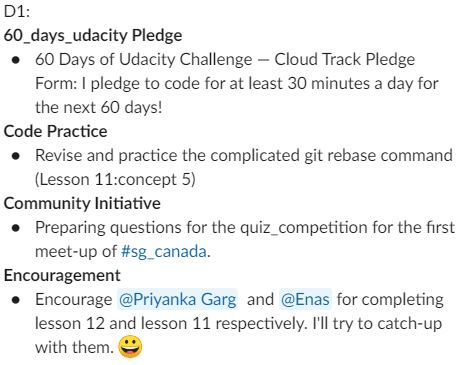 D1:
60_days_udacity Pledge
● 60 Days of Udacity Challenge — Cloud Track Pledge
Form: I pledge to code for at least 30 minutes a day for
the next 60 days!
Code Practice
● Revise and practice the complicated git rebase command
(Lesson 11:concept 5)
Community Initiative
● Preparing questions for the quiz_competition for the first
meet-up of #sg_canada.
Encouragement
● Encourage @Priyanka Garg and @Enas for completing
lesson 12 and lesson 11 respectively. I'll try to catch-up
with them. 😀